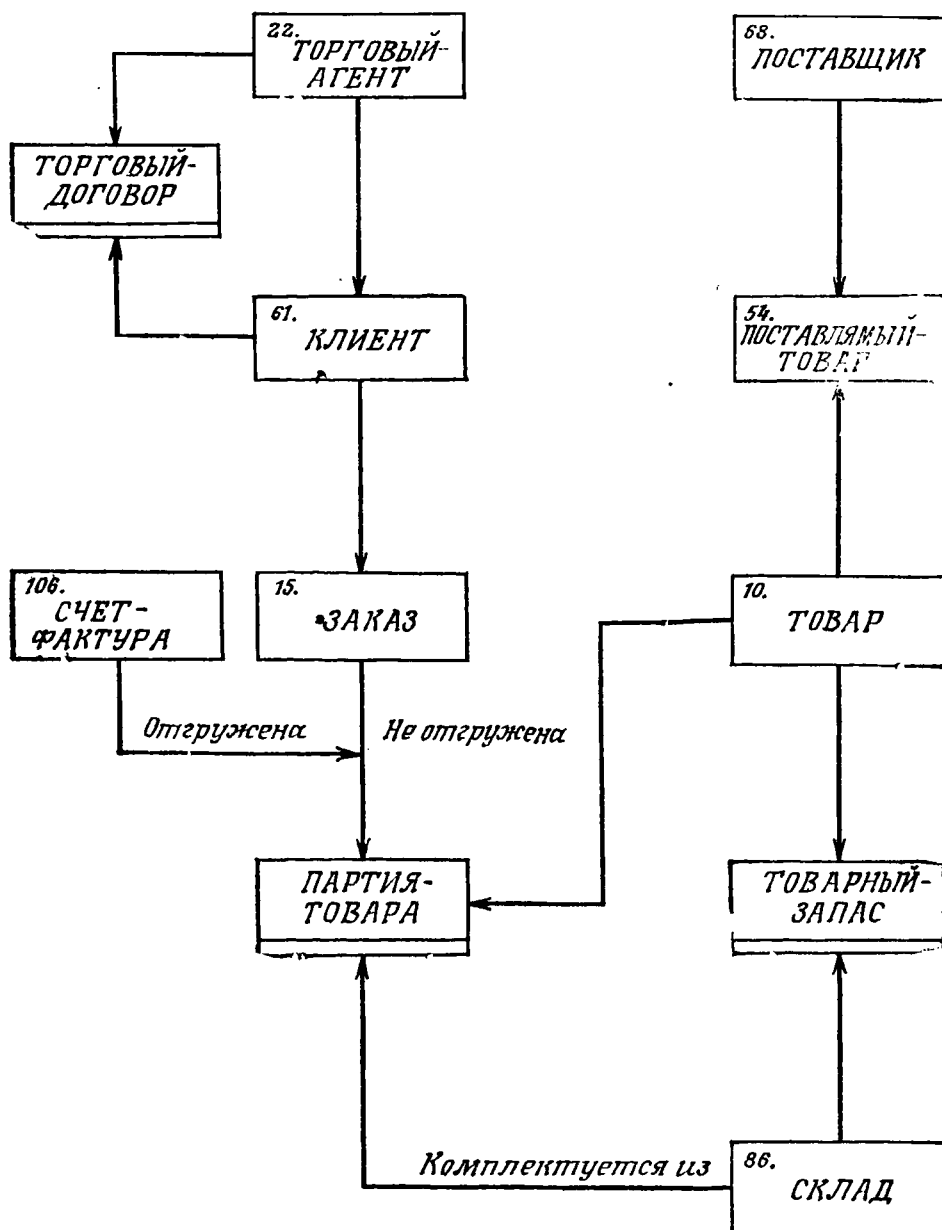 22.
ТОРГОВЫЙ-
АГЕНТ
68.
ПОСТАВЩИК
ТОРГОВЫЙ-
ДОГОВОР
61.
КЛИЕНТ
54.
ПОСТАВЛЯМЫЙ-
ТОВАР
106.
СЧЕТ-
ФАКТУРА
15.
ЗАКАЗ
10.
ТОВАР
Отгружена
Не отгружена
ПАРТИЯ-
ТОВАРА
ТОВАРНЫЙ-
ЗАПАС
Комплектуется из
86.
СКЛАД